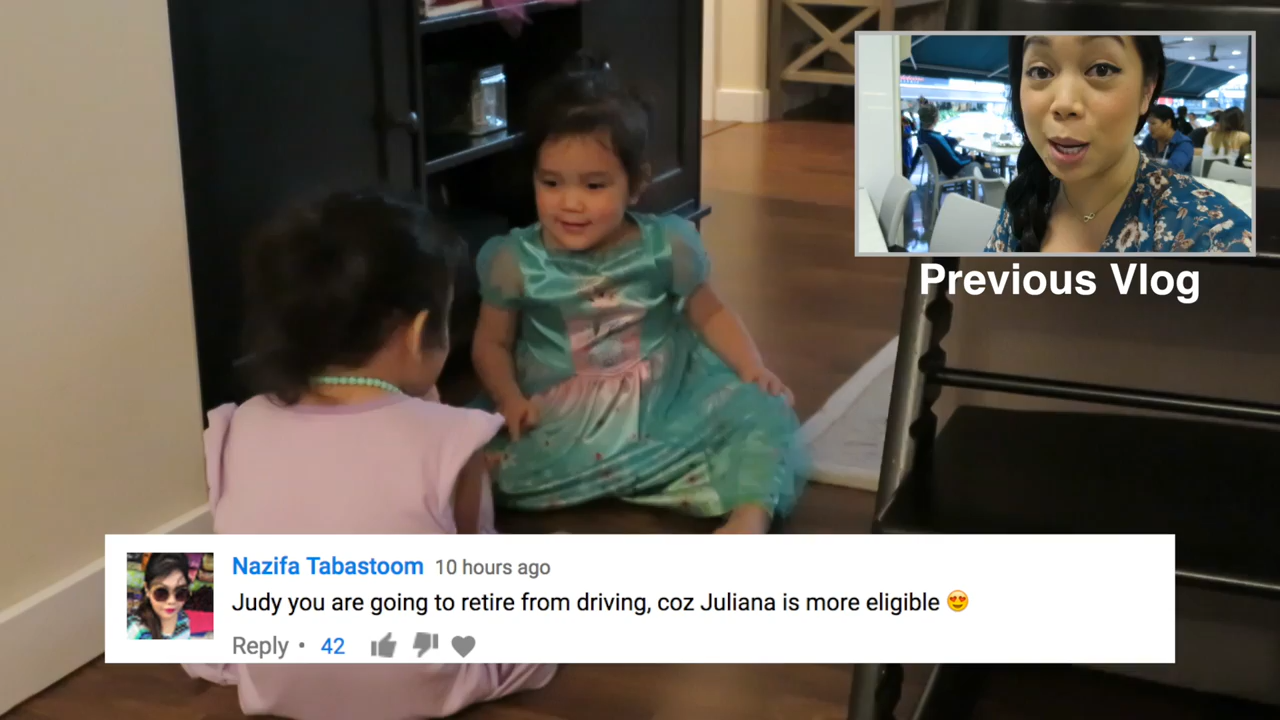 Previous Vlog
Nazifa Tabastoom 10 hours ago
Judy you are going to retire from driving, coz Juliana is more eligible 😍
Reply • 42